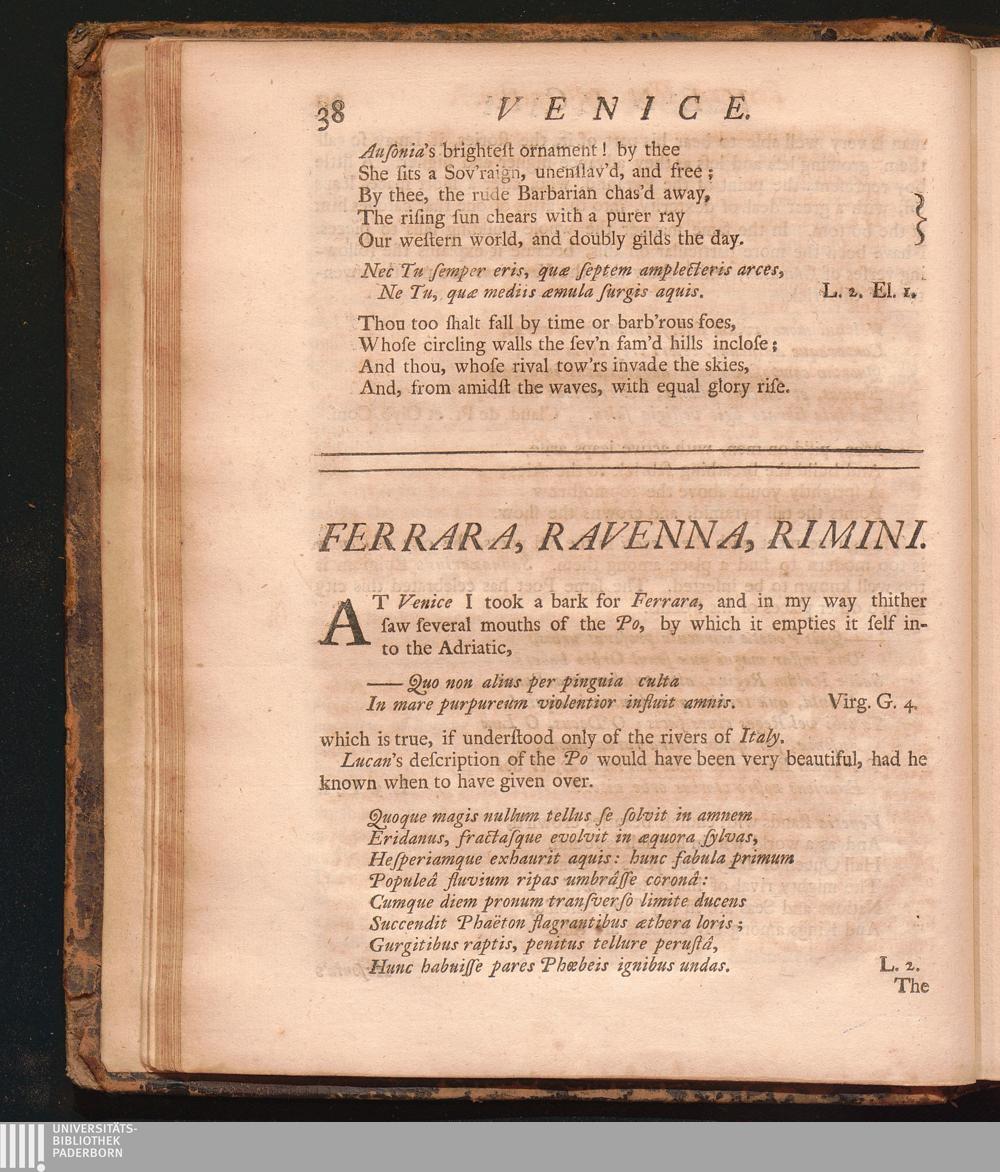 38
VENICE.
Auſonia's brighteſt ornament! by thee
She ſits a Sov'raign, unenſlav'd, and free;
By thee, the rude Barbarian chas'd away,
The riſing ſun chears with a purer ray
Our weſtern world, and doubly gilds the day.
Nec Tu ſemper eris, quæ ſeptem amplecteris arces,
Ne Tu, quæ mediis æmula ſurgis aquis. L. 2. El. 1.
Thou too ſhalt fall by time or barb'rous foes,
Whoſe circling walls the ſev'n fam'd hills incloſe;
And thou, whoſe rival tow'rs invade the skies,
And, from amidſt the waves, with equal glory riſe.
FERRARA, RAVENNA, RIMINI.
AT Venice I took a bark for Ferrara, and in my way thither
ſaw ſeveral mouths of the Po, by which it empties it ſelf in-
to the Adriatic,
—— Quo non alius per pinguia culta
In mare purpureum violentior influit amnis. Virg. G. 4.
which is true, if underſtood only of the rivers of Italy.
Lucan's deſcription of the Po would have been very beautiful, had he
known when to have given over.
Quoque magis nullum tellus ſe ſolvit in amnem
Eridanus, fractaſque evolvit in æquora ſylvas,
Heſperiamque exhaurit aquis: hunc fabula primum
Populeâ fluvium ripas umbrâſſe coronâ:
Cumque diem pronum tranſverſo limite ducens
Succendit Phaëton flagrantibus æthera loris;
Gurgitibus raptis, penitus tellure peruſtâ,
Hunc habuiſſe pares Phœbeis ignibus undas. L. 2.
The
UNIVERSITÄTS-
BIBLIOTHEK
PADERBORN